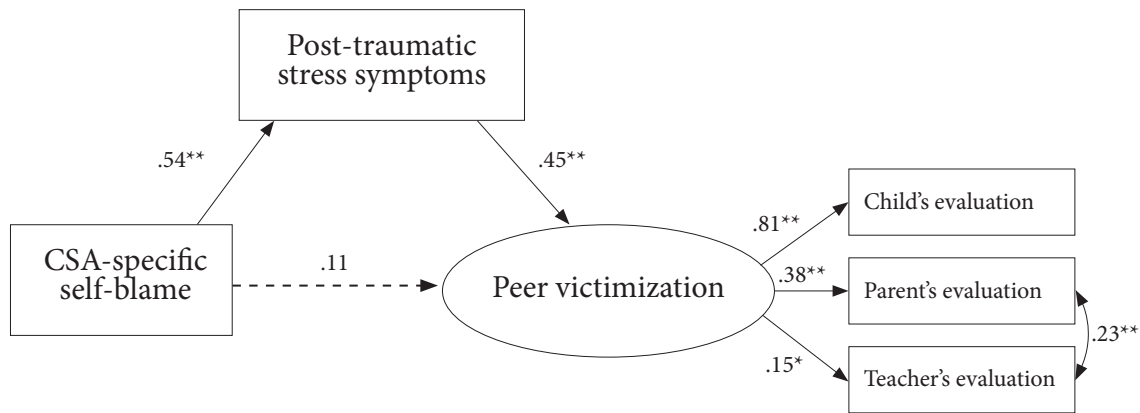 Post-traumatic
stress symptoms
.54**
.45**
Child’s evaluation
.81**
CSA-specific
self-blame
.11
Peer victimization
.38**
Parent’s evaluation
.23**
.15*
Teacher’s evaluation